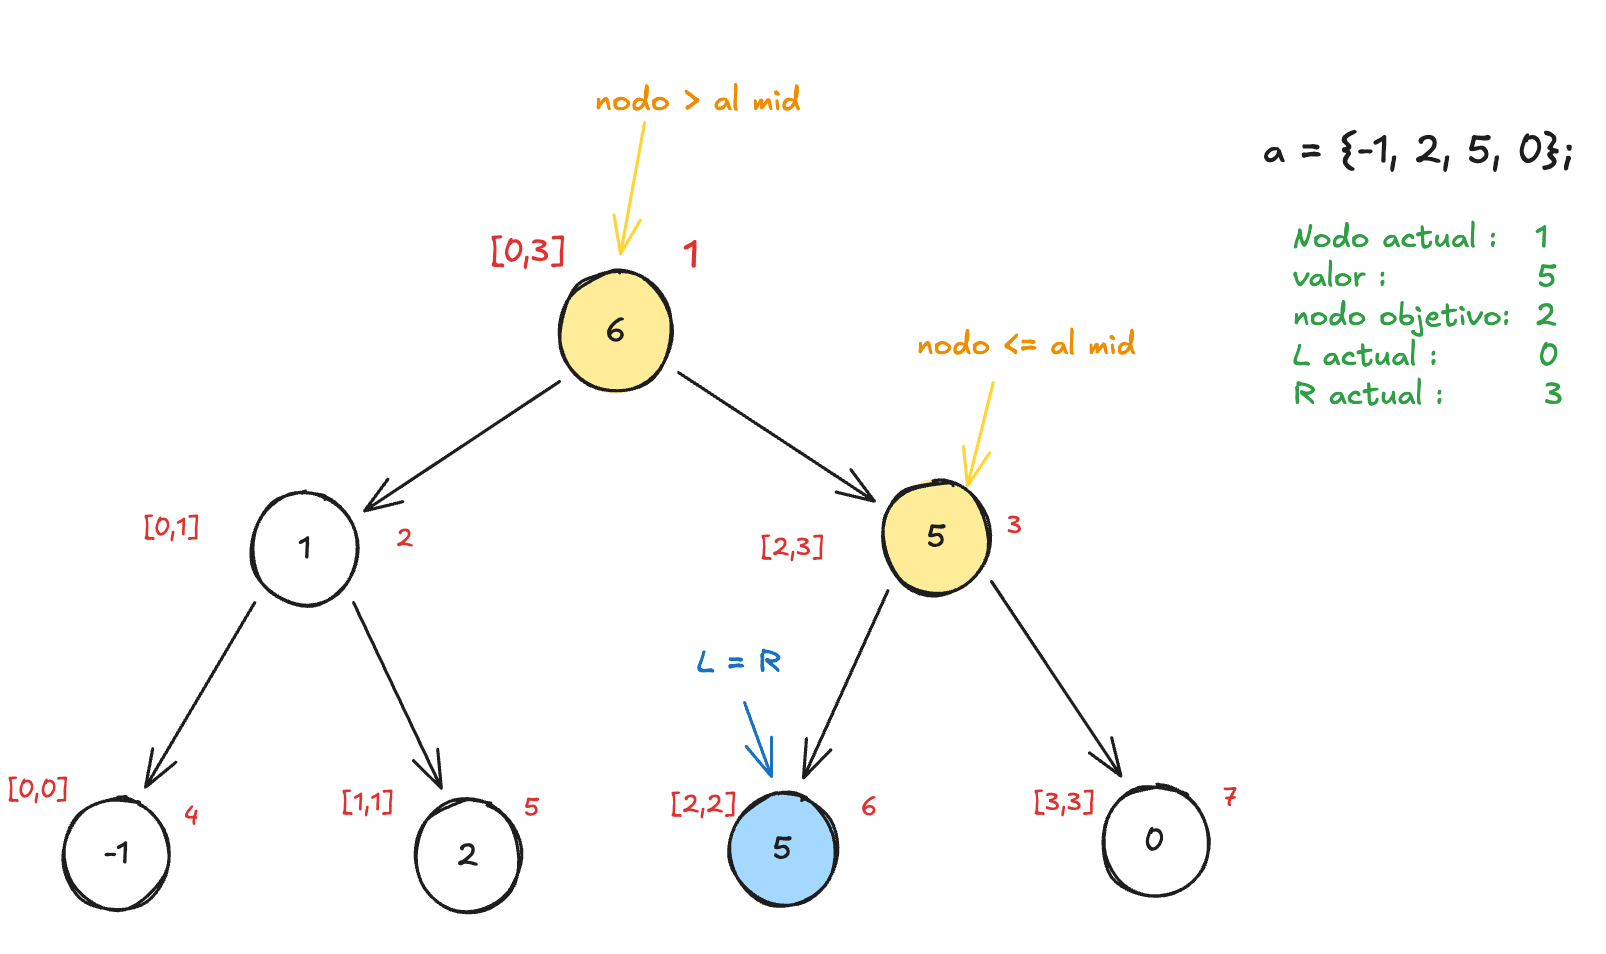 nodo > al mid
a = {-1, 2, 5, 0};
[0,3] 1
6
Nodo actual : 1
valor : 5
nodo objetivo: 2
L actual : 0
R actual : 3
nodo <= al mid
[0,1] 1 2
[2,3] 5 3
L = R
[0,0] -1 4
[1,1] 2 5
[2,2] 5 6
[3,3] 0 7